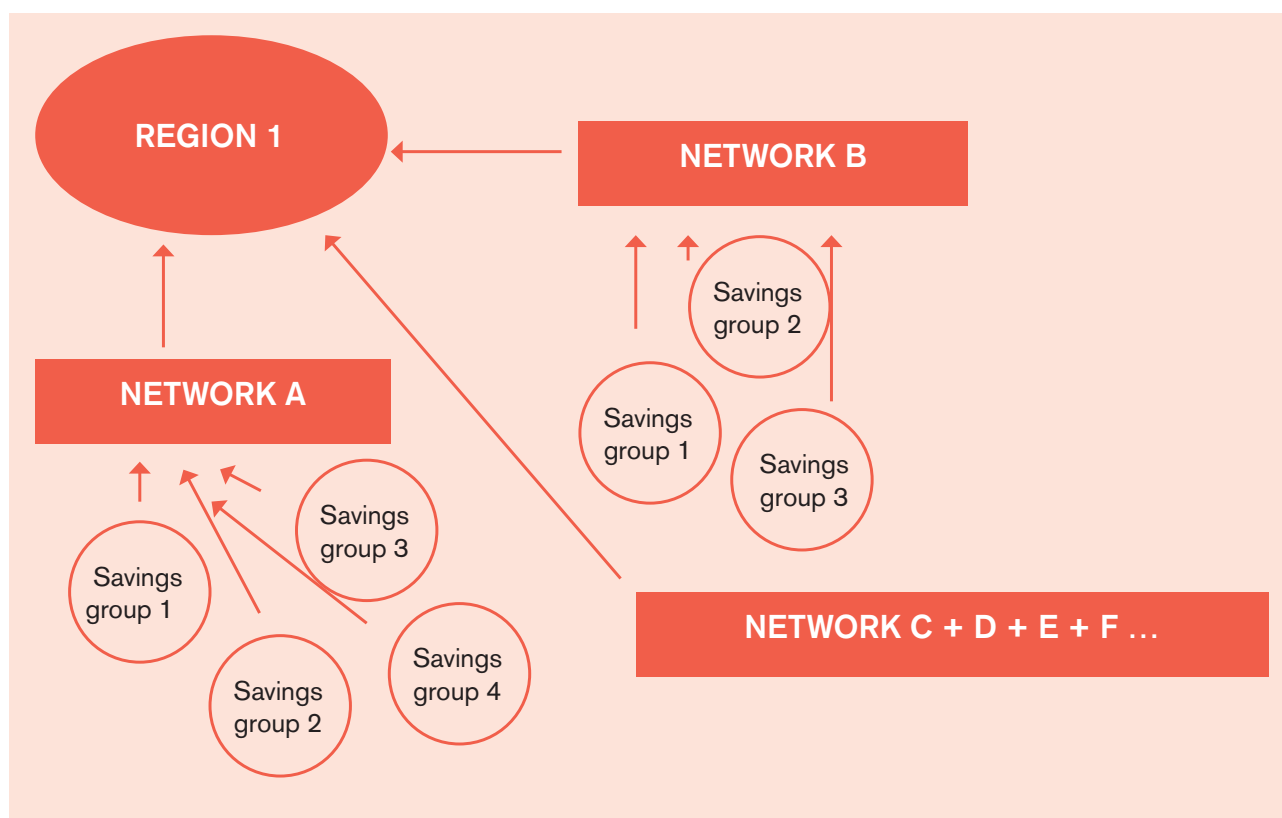 REGION 1
NETWORK B
Savings
group 2
Savings
group 1
Savings
group 3
NETWORK A
Savings
group 1
Savings
group 2
Savings
group 3
Savings
group 4
NETWORK C + D + E + F ...